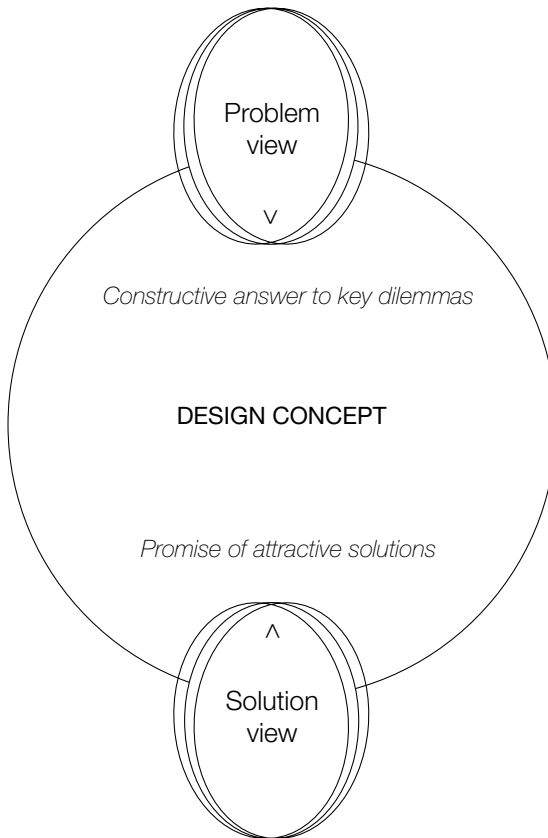 Problem
view
∨
Constructive answer to key dilemmas
DESIGN CONCEPT
Promise of attractive solutions
∧
Solution
view